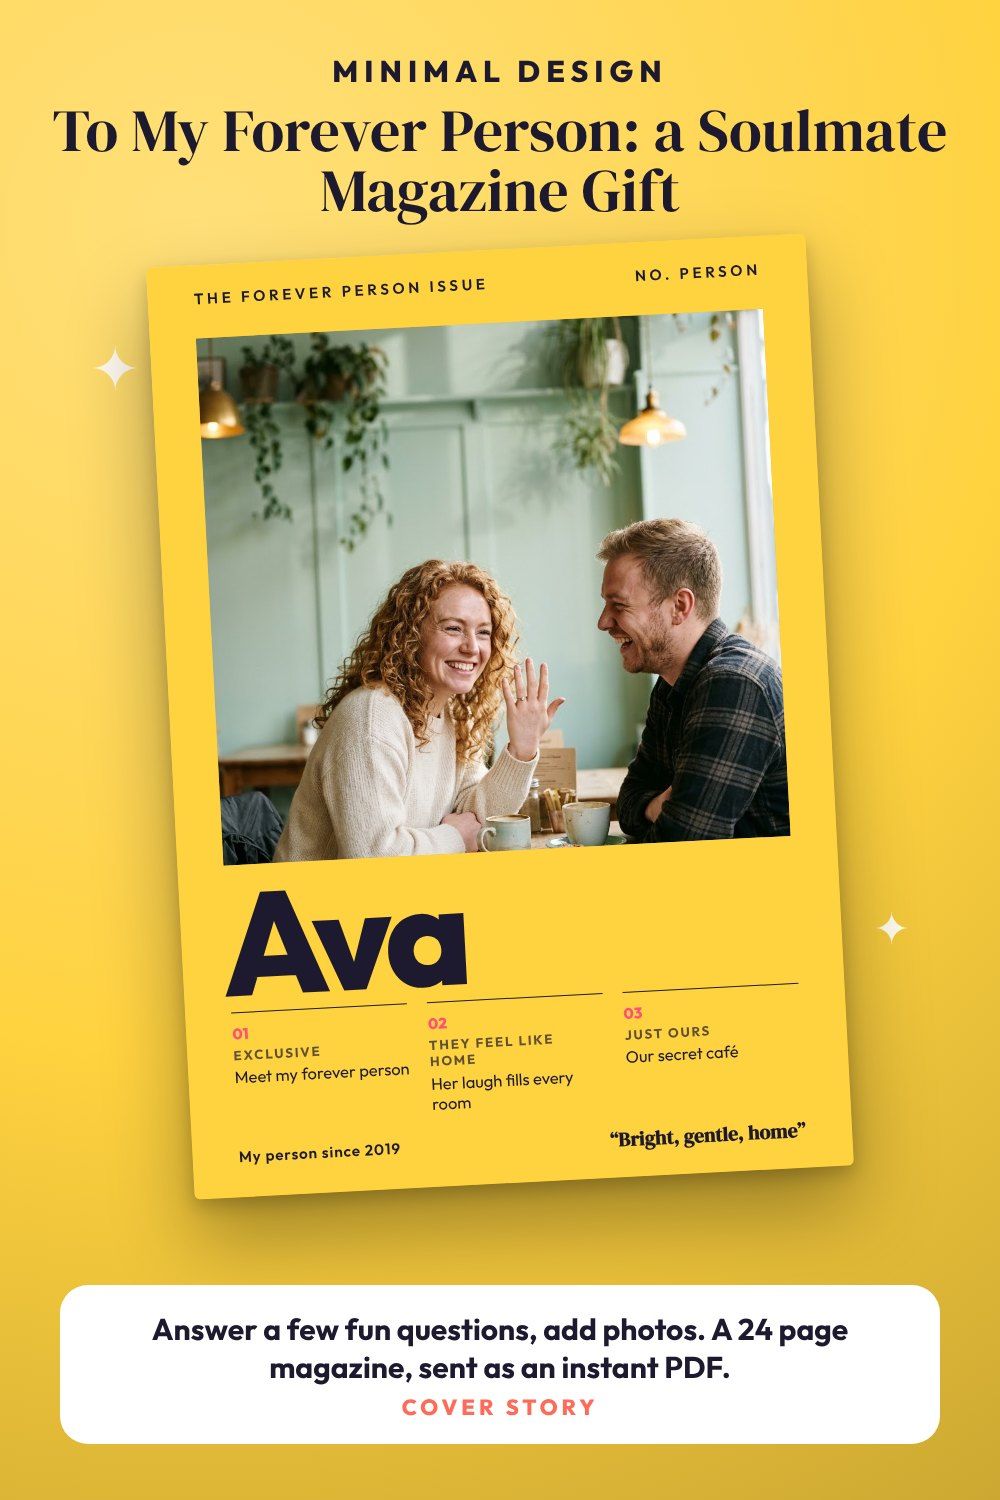 MINIMAL DESIGN
To My Forever Person: a Soulmate
Magazine Gift
THE FOREVER PERSON ISSUE
NO. PERSON
Ava
01
EXCLUSIVE
Meet my forever person
02
THEY FEEL LIKE
HOME
Her laugh fills every
room
03
JUST OURS
Our secret café
My person since 2019
“Bright, gentle, home”
Answer a few fun questions, add photos. A 24 page
magazine, sent as an instant PDF.
COVER STORY